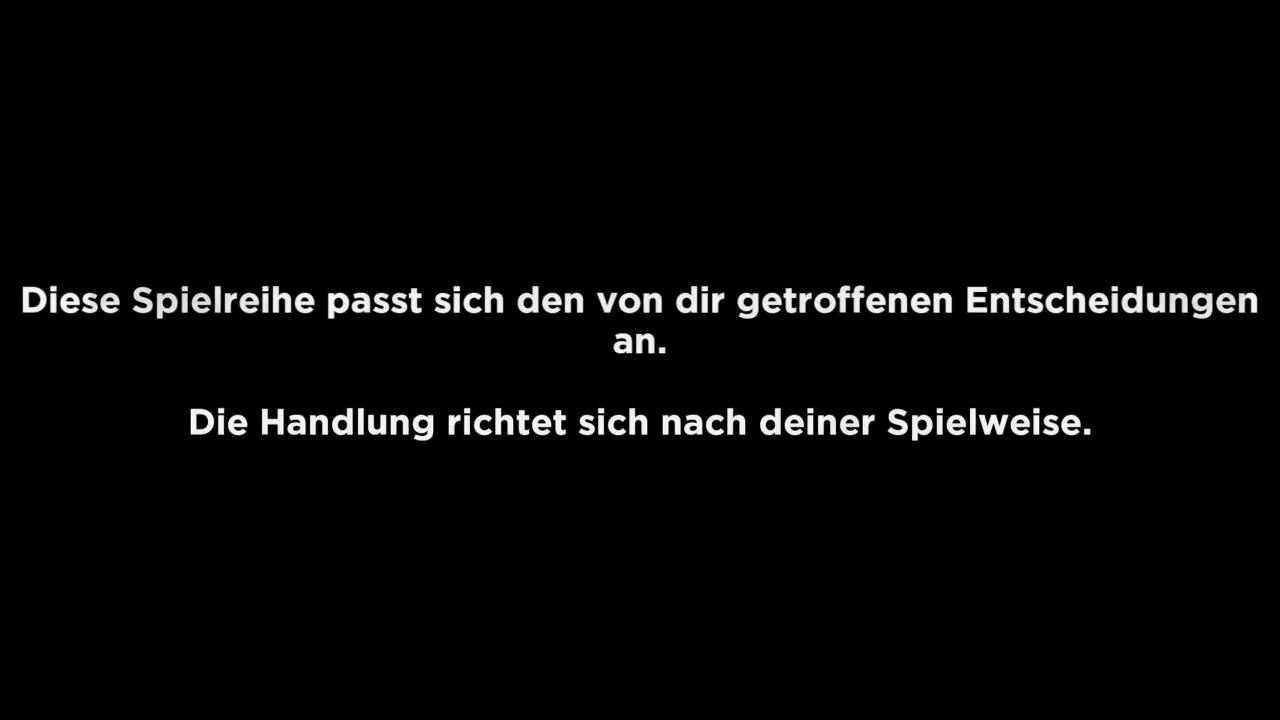 Diese Spielreihe passt sich den von dir getroffenen Entscheidungen
an.
Die Handlung richtet sich nach deiner Spielweise.